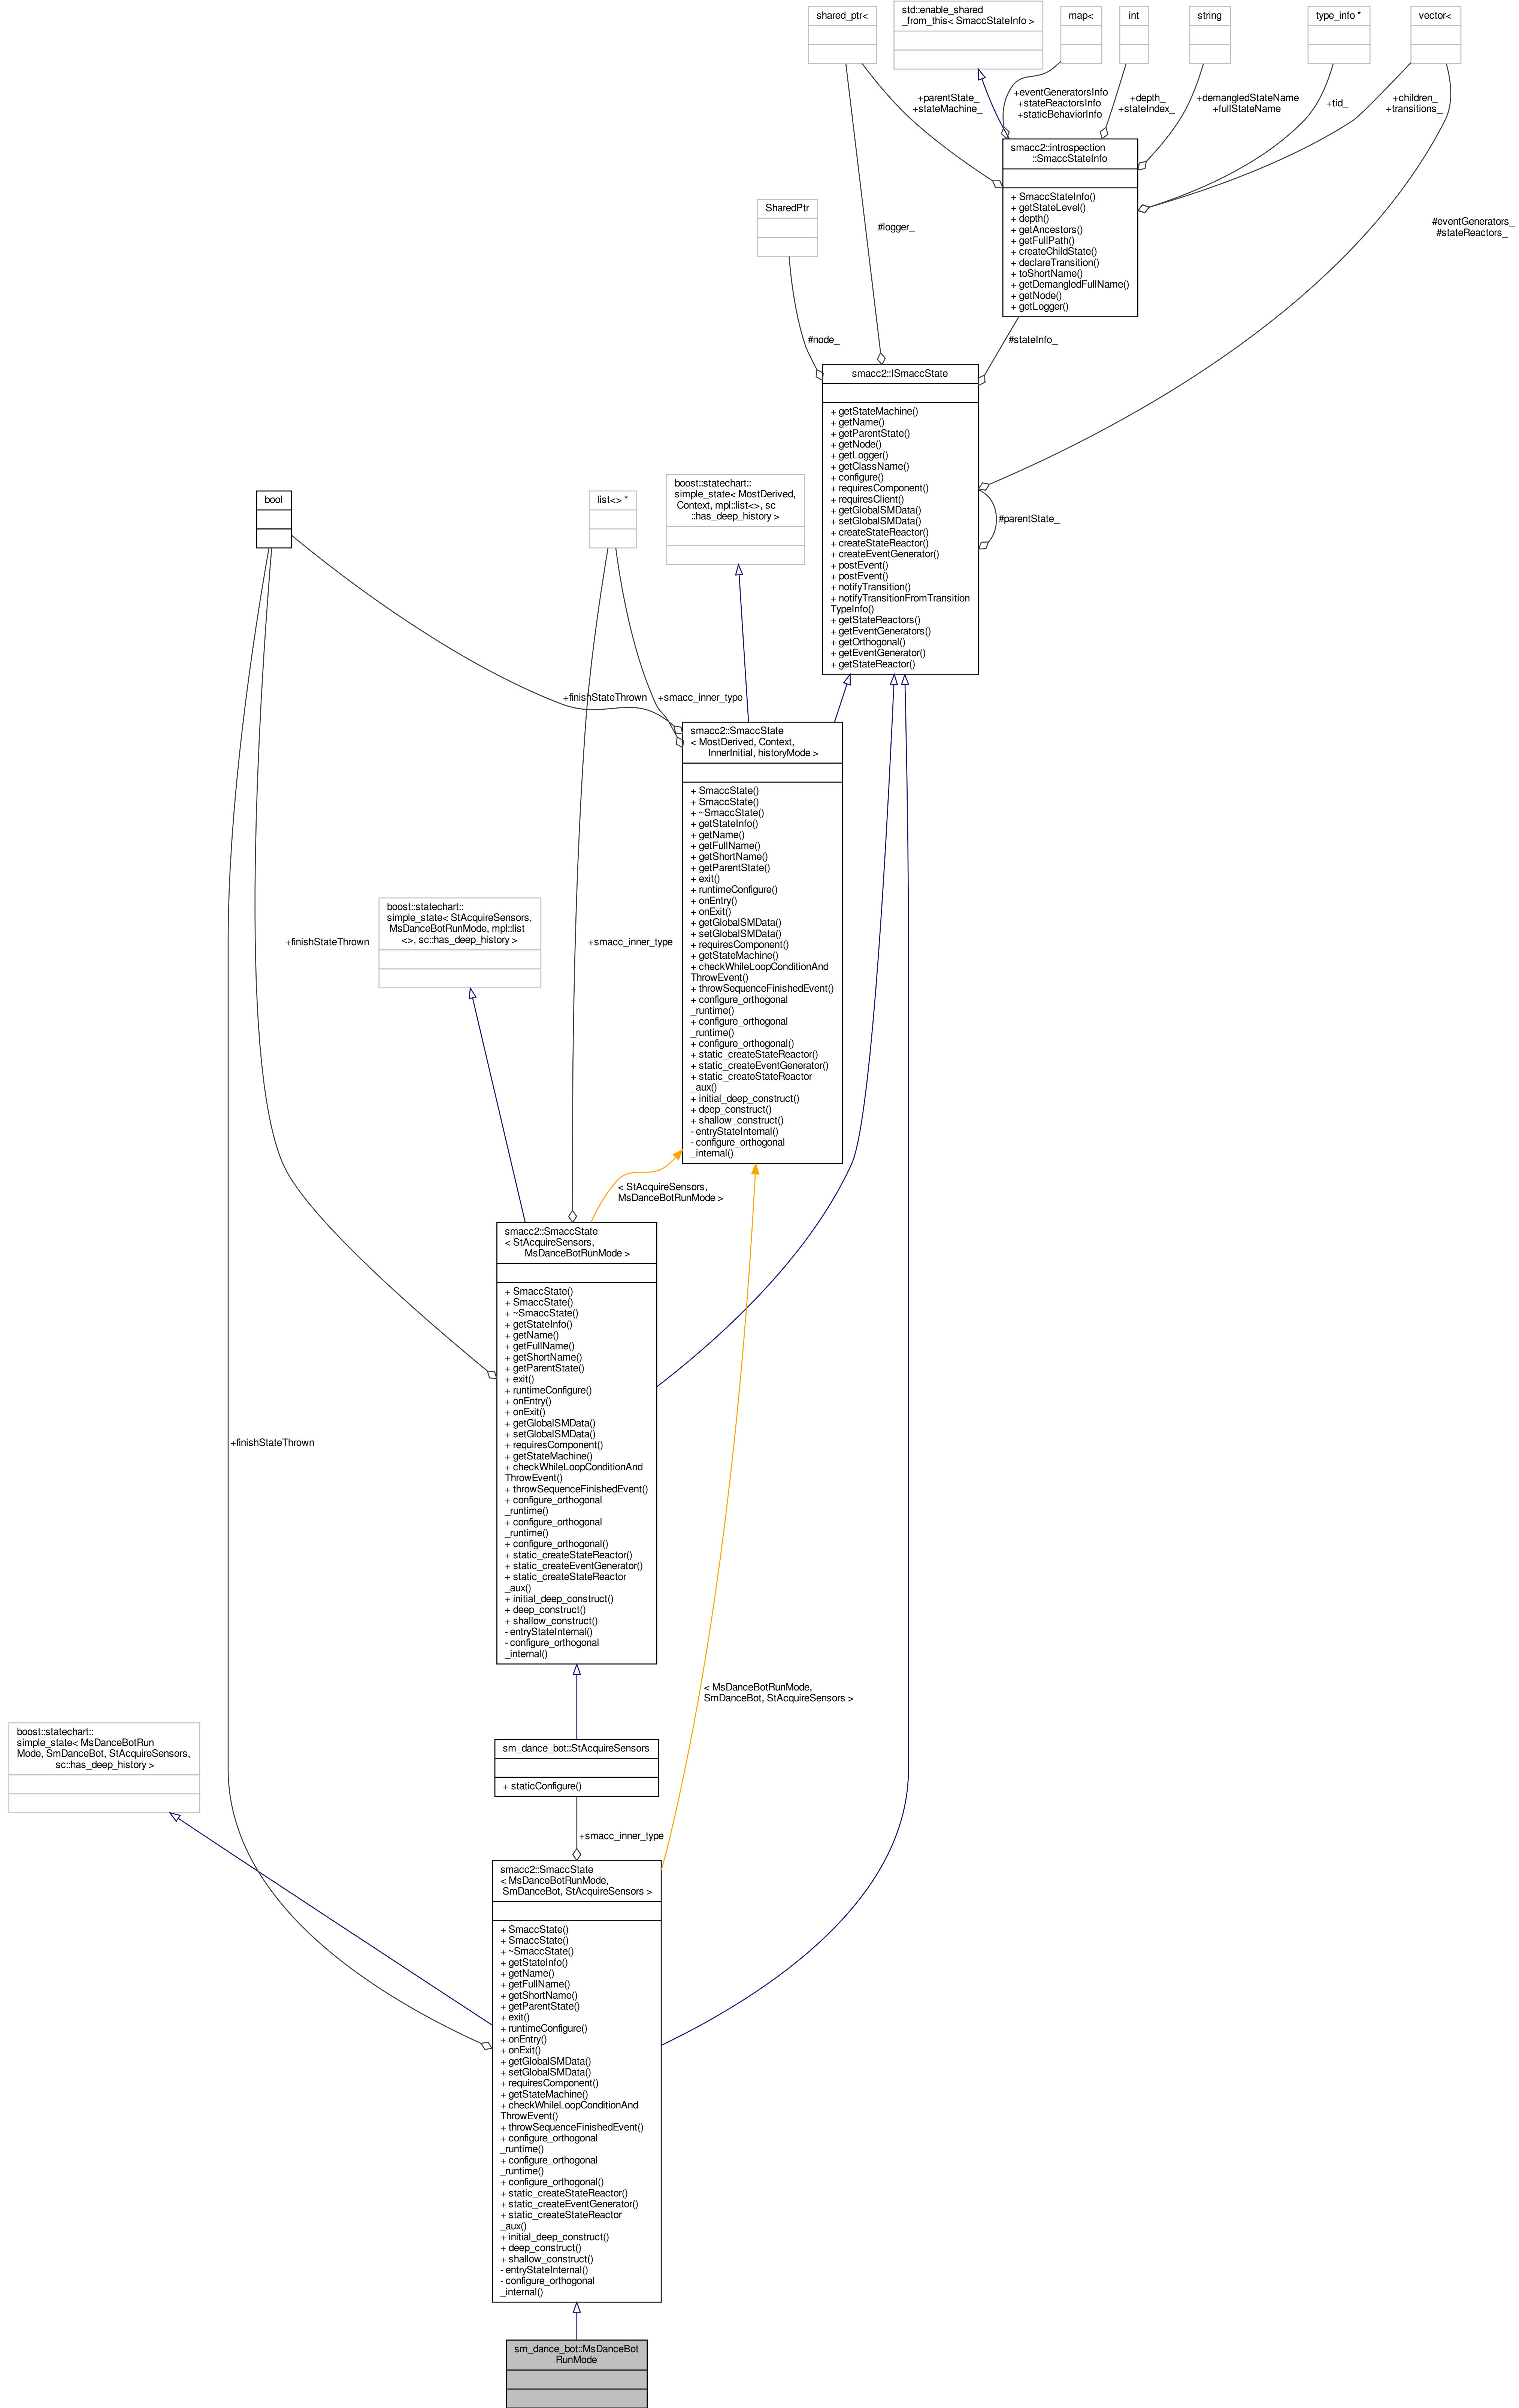 shared_ptr<
std::enable_shared
_from_this< SmaccStateInfo >
map<
int
string
type_info *
vector<
+parentState_
+stateMachine_
+eventGeneratorsInfo
+stateReactorsInfo
+staticBehaviorInfo
+depth_
+stateIndex_
+demangledStateName
+fullStateName
+tid_
+children_
+transitions_
smacc2::introspection
::SmaccStateInfo
+ SmaccStateInfo()
+ getStateLevel()
+ depth()
+ getAncestors()
+ getFullPath()
+ createChildState()
+ declareTransition()
+ toShortName()
+ getDemangledFullName()
+ getNode()
+ getLogger()
SharedPtr
#logger_
#eventGenerators_
#stateReactors_
#node_
#stateInfo_
smacc2::ISmaccState
+ getStateMachine()
+ getName()
+ getParentState()
+ getNode()
+ getLogger()
+ getClassName()
+ configure()
+ requiresComponent()
+ requiresClient()
+ getGlobalSMData()
+ setGlobalSMData()
+ createStateReactor()
+ createStateReactor()
+ createEventGenerator()
+ postEvent()
+ postEvent()
+ notifyTransition()
+ notifyTransitionFromTransition
TypeInfo()
+ getStateReactors()
+ getEventGenerators()
+ getOrthogonal()
+ getEventGenerator()
+ getStateReactor()
#parentState_
bool
list<> *
boost::statechart::
simple_state< MostDerived,
Context, mpl::list<>, sc
::has_deep_history >
+finishStateThrown
+smacc_inner_type
smacc2::SmaccState
< MostDerived, Context,
InnerInitial, historyMode >
+ SmaccState()
+ SmaccState()
+ ~SmaccState()
+ getStateInfo()
+ getName()
+ getFullName()
+ getShortName()
+ getParentState()
+ exit()
+ runtimeConfigure()
+ onEntry()
+ onExit()
+ getGlobalSMData()
+ setGlobalSMData()
+ requiresComponent()
+ getStateMachine()
+ checkWhileLoopConditionAnd
ThrowEvent()
+ throwSequenceFinishedEvent()
+ configure_orthogonal
_runtime()
+ configure_orthogonal
_runtime()
+ configure_orthogonal()
+ static_createStateReactor()
+ static_createEventGenerator()
+ static_createStateReactor
_aux()
+ initial_deep_construct()
+ deep_construct()
+ shallow_construct()
- entryStateInternal()
- configure_orthogonal
_internal()
boost::statechart::
simple_state< StAcquireSensors,
MsDanceBotRunMode, mpl::list
<>, sc::has_deep_history >
+finishStateThrown
+smacc_inner_type
< StAcquireSensors,
MsDanceBotRunMode >
smacc2::SmaccState
< StAcquireSensors,
MsDanceBotRunMode >
+ SmaccState()
+ SmaccState()
+ ~SmaccState()
+ getStateInfo()
+ getName()
+ getFullName()
+ getShortName()
+ getParentState()
+ exit()
+ runtimeConfigure()
+ onEntry()
+ onExit()
+ getGlobalSMData()
+ setGlobalSMData()
+ requiresComponent()
+ getStateMachine()
+ checkWhileLoopConditionAnd
ThrowEvent()
+ throwSequenceFinishedEvent()
+ configure_orthogonal
_runtime()
+ configure_orthogonal
_runtime()
+ configure_orthogonal()
+ static_createStateReactor()
+ static_createEventGenerator()
+ static_createStateReactor
_aux()
+ initial_deep_construct()
+ deep_construct()
+ shallow_construct()
- entryStateInternal()
- configure_orthogonal
_internal()
+finishStateThrown
< MsDanceBotRunMode,
SmDanceBot, StAcquireSensors >
boost::statechart::
simple_state< MsDanceBotRun
Mode, SmDanceBot, StAcquireSensors,
sc::has_deep_history >
sm_dance_bot::StAcquireSensors
+ staticConfigure()
+smacc_inner_type
smacc2::SmaccState
< MsDanceBotRunMode,
SmDanceBot, StAcquireSensors >
+ SmaccState()
+ SmaccState()
+ ~SmaccState()
+ getStateInfo()
+ getName()
+ getFullName()
+ getShortName()
+ getParentState()
+ exit()
+ runtimeConfigure()
+ onEntry()
+ onExit()
+ getGlobalSMData()
+ setGlobalSMData()
+ requiresComponent()
+ getStateMachine()
+ checkWhileLoopConditionAnd
ThrowEvent()
+ throwSequenceFinishedEvent()
+ configure_orthogonal
_runtime()
+ configure_orthogonal
_runtime()
+ configure_orthogonal()
+ static_createStateReactor()
+ static_createEventGenerator()
+ static_createStateReactor
_aux()
+ initial_deep_construct()
+ deep_construct()
+ shallow_construct()
- entryStateInternal()
- configure_orthogonal
_internal()
sm_dance_bot::MsDanceBot
RunMode